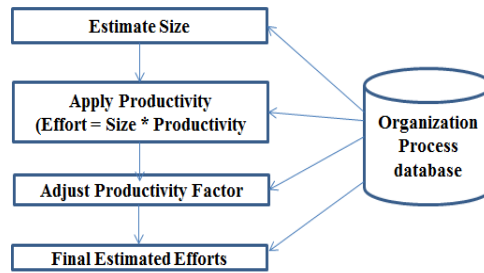 Estimate Size
Apply Productivity
(Effort = Size * Productivity
Adjust Productivity Factor
Final Estimated Efforts
Organization
Process
database